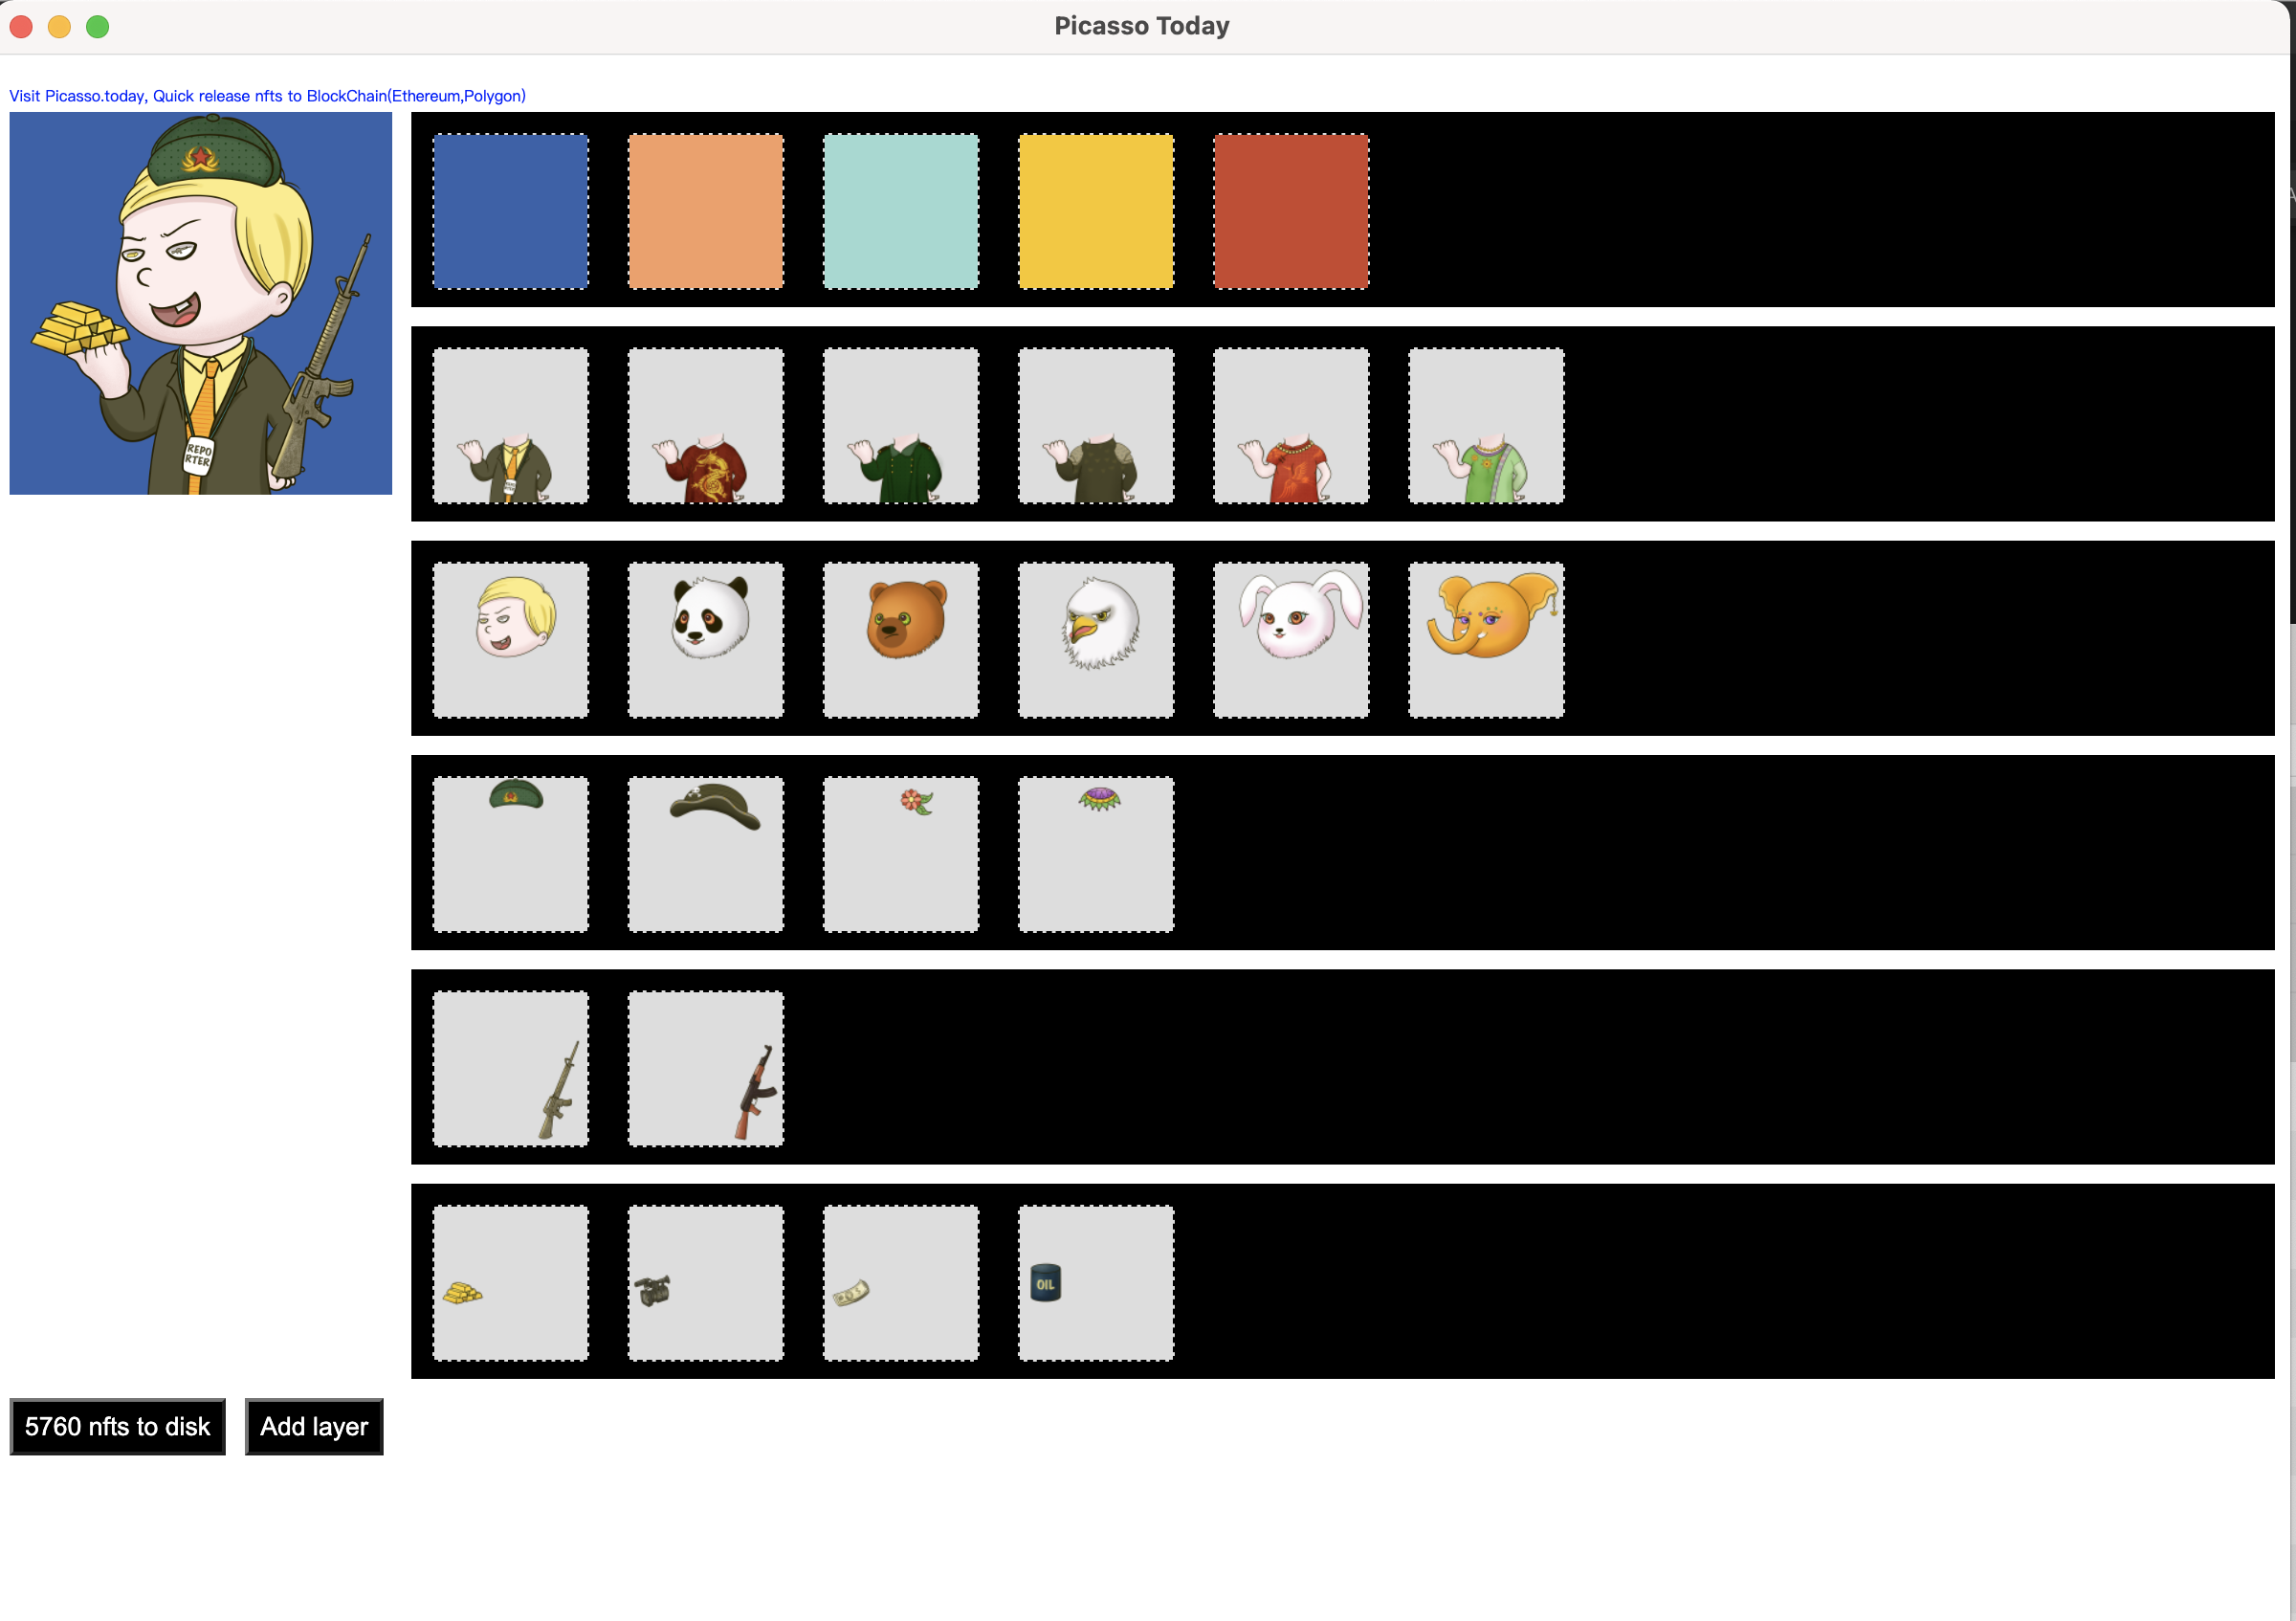 Picasso Today
Visit Picasso.today, Quick release nfts to BlockChain(Ethereum,Polygon)
REPO
RTER
OIL
5760 nfts to disk
Add layer